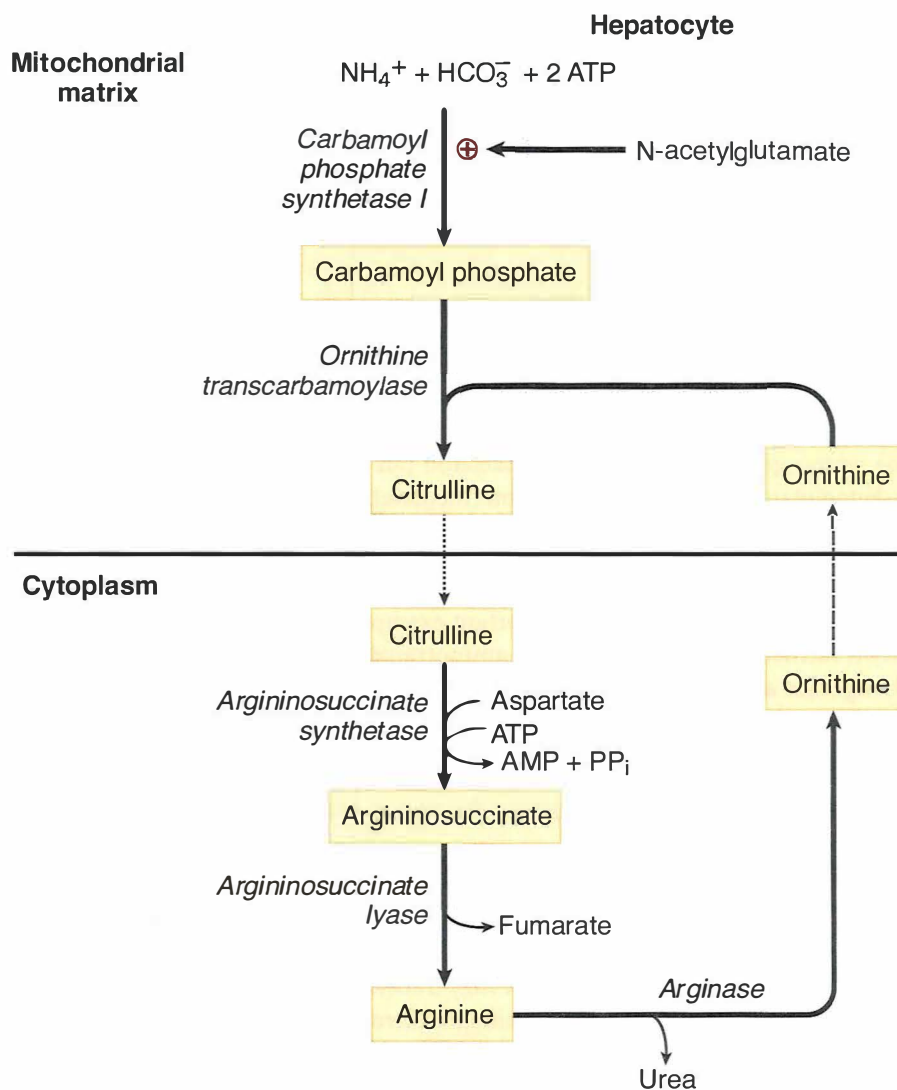 Hepatocyte
Mitochondrial
matrix
NH₄⁺ + HCO₃⁻ + 2 ATP
Carbamoyl
phosphate
synthetase I
⊕
N-acetylglutamate
Carbamoyl phosphate
Ornithine
transcarbamoylase
Citrulline
Ornithine
Cytoplasm
Citrulline
Ornithine
Argininosuccinate
synthetase
Aspartate
ATP
AMP + PPᵢ
Argininosuccinate
Argininosuccinate
lyase
Fumarate
Arginine
Arginase
Urea